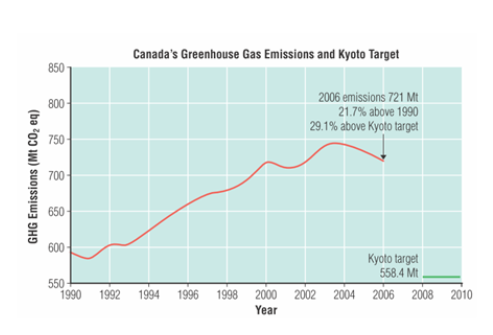 Canada's Greenhouse Gas Emissions and Kyoto Target
GHG Emissions (Mt CO₂ eq)
850
800
750
700
650
600
550
2006 emissions 721 Mt
21.7% above 1990
29.1% above Kyoto target
Kyoto target
558.4 Mt
1990 1992 1994 1996 1998 2000 2002 2004 2006 2008 2010
Year